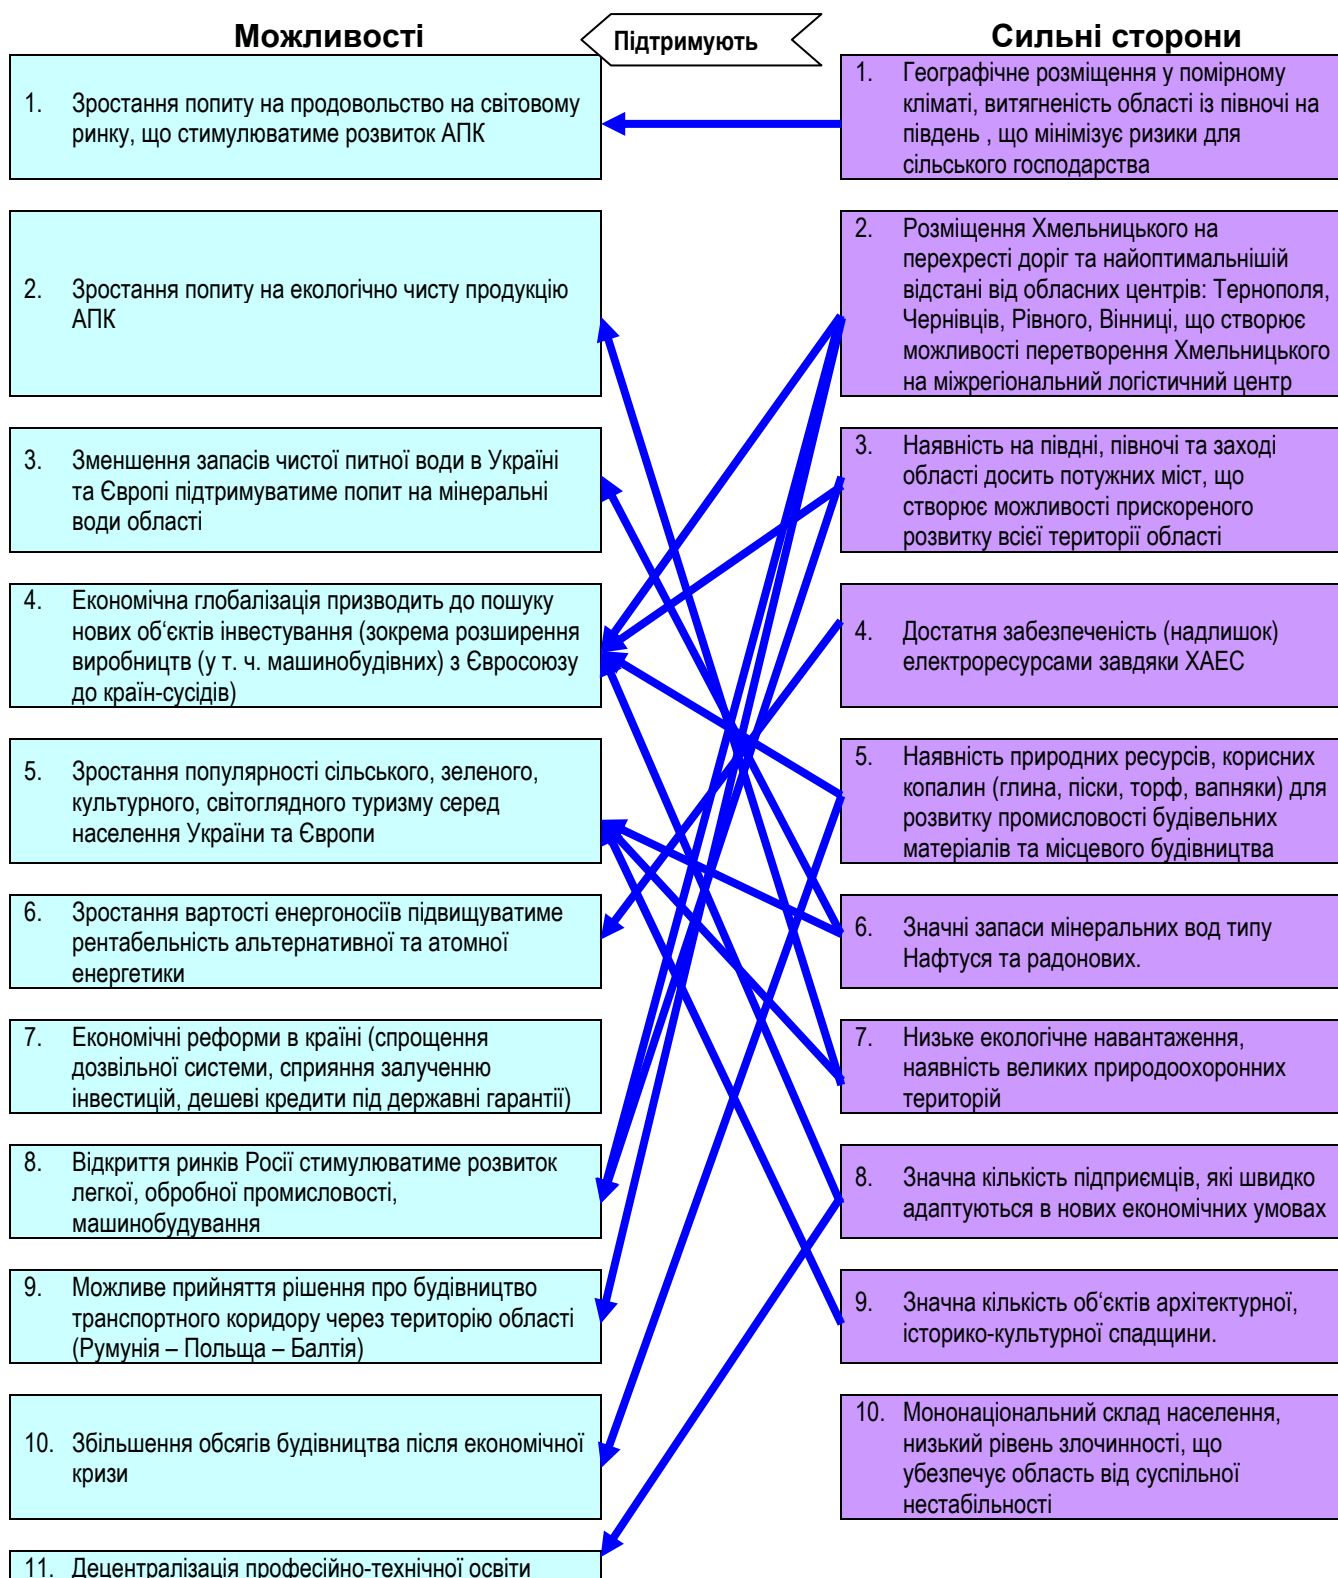 Можливості
Підтримують
Сильні сторони
1. Зростання попиту на продовольство на світовому
ринку, що стимулюватиме розвиток АПК
2. Зростання попиту на екологічно чисту продукцію
АПК
3. Зменшення запасів чистої питної води в Україні
та Європі підтримуватиме попит на мінеральні
води області
4. Економічна глобалізація призводить до пошуку
нових об‘єктів інвестування (зокрема розширення
виробництв (у т. ч. машинобудівних) з Євросоюзу
до країн-сусідів)
5. Зростання популярності сільського, зеленого,
культурного, світоглядного туризму серед
населення України та Європи
6. Зростання вартості енергоносіїв підвищуватиме
рентабельність альтернативної та атомної
енергетики
7. Економічні реформи в країні (спрощення
дозвільної системи, сприяння залученню
інвестицій, дешеві кредити під державні гарантії)
8. Відкриття ринків Росії стимулюватиме розвиток
легкої, обробної промисловості,
машинобудування
9. Можливе прийняття рішення про будівництво
транспортного коридору через територію області
(Румунія – Польща – Балтія)
10. Збільшення обсягів будівництва після економічної
кризи
11. Децентралізація професійно-технічної освіти
1. Географічне розміщення у помірному
кліматі, витягненість області із півночі на
південь , що мінімізує ризики для
сільського господарства
2. Розміщення Хмельницького на
перехресті доріг та найоптимальнішій
відстані від обласних центрів: Тернополя,
Чернівців, Рівного, Вінниці, що створює
можливості перетворення Хмельницького
на міжрегіональний логістичний центр
3. Наявність на півдні, півночі та заході
області досить потужних міст, що
створює можливості прискореного
розвитку всієї території області
4. Достатня забезпеченість (надлишок)
електроресурсами завдяки ХАЕС
5. Наявність природних ресурсів, корисних
копалин (глина, піски, торф, вапняки) для
розвитку промисловості будівельних
матеріалів та місцевого будівництва
6. Значні запаси мінеральних вод типу
Нафтуся та радонових.
7. Низьке екологічне навантаження,
наявність великих природоохоронних
територій
8. Значна кількість підприємців, які швидко
адаптуються в нових економічних умовах
9. Значна кількість об‘єктів архітектурної,
історико-культурної спадщини.
10. Мононаціональний склад населення,
низький рівень злочинності, що
убезпечує область від суспільної
нестабільності